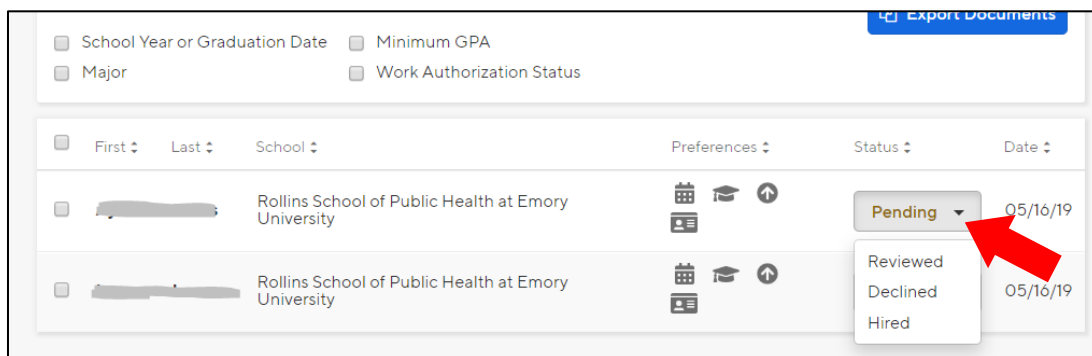 Export Documents
School Year or Graduation Date Minimum GPA
Major Work Authorization Status
First Last School Preferences Status Date
Rollins School of Public Health at Emory
University
Pending 05/16/19
Reviewed
Rollins School of Public Health at Emory
University
Declined 05/16/19
Hired